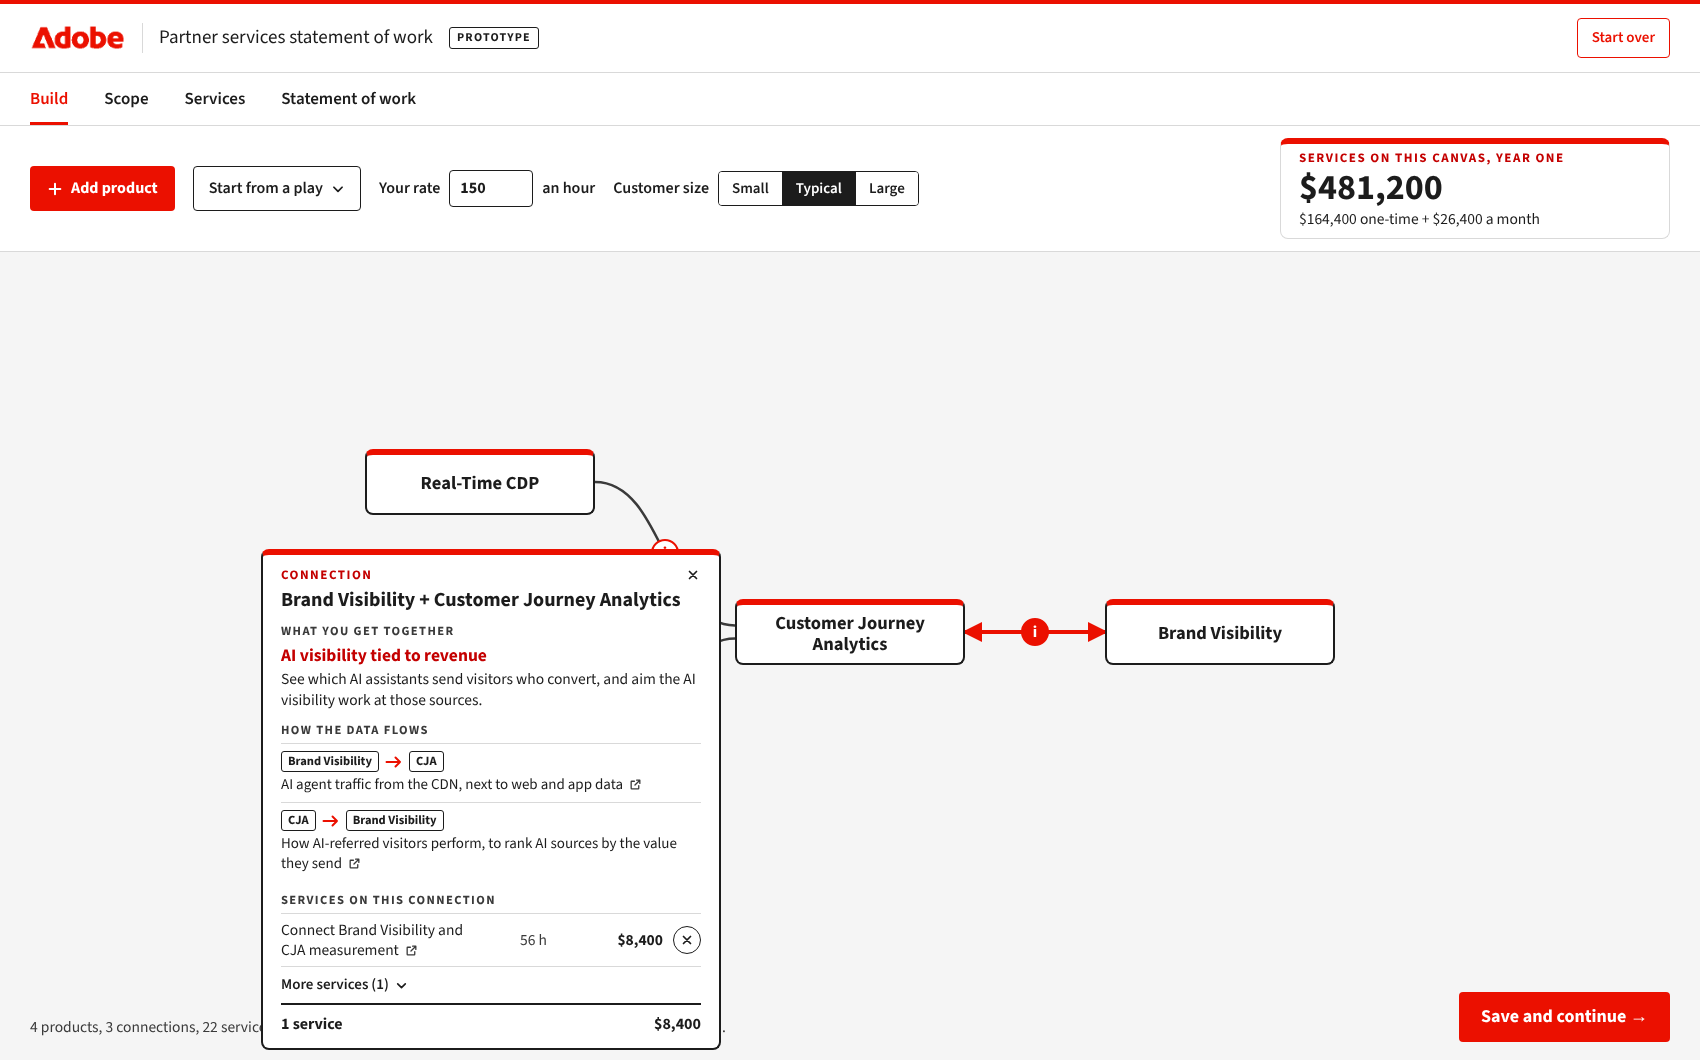 Adobe
Partner services statement of work
PROTOTYPE
Start over
Build
Scope
Services
Statement of work
+ Add product
Start from a play
Your rate
150
an hour
Customer size
Small
Typical
Large
SERVICES ON THIS CANVAS, YEAR ONE
$481,200
$164,400 one-time + $26,400 a month
Real-Time CDP
CONNECTION
Brand Visibility + Customer Journey Analytics
WHAT YOU GET TOGETHER
AI visibility tied to revenue
See which AI assistants send visitors who convert, and aim the AI
visibility work at those sources.
HOW THE DATA FLOWS
Brand Visibility → CJA
AI agent traffic from the CDN, next to web and app data
CJA → Brand Visibility
How AI-referred visitors perform, to rank AI sources by the value
they send
SERVICES ON THIS CONNECTION
Connect Brand Visibility and
CJA measurement
56 h
$8,400
More services (1)
1 service
$8,400
Customer Journey
Analytics
i
Brand Visibility
4 products, 3 connections, 22
Save and continue →